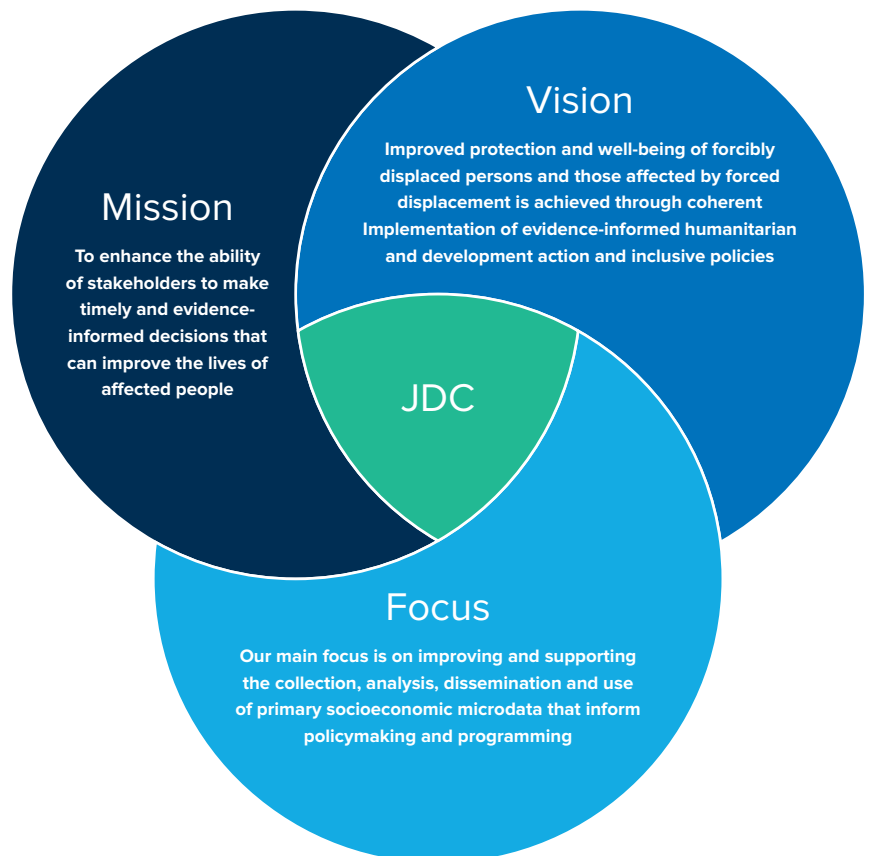 Vision
Improved protection and well-being of forcibly
displaced persons and those affected by forced
displacement is achieved through coherent
Implementation of evidence-informed humanitarian
and development action and inclusive policies
Mission
To enhance the ability
of stakeholders to make
timely and evidence-
informed decisions that
can improve the lives of
affected people
JDC
Focus
Our main focus is on improving and supporting
the collection, analysis, dissemination and use
of primary socioeconomic microdata that inform
policymaking and programming